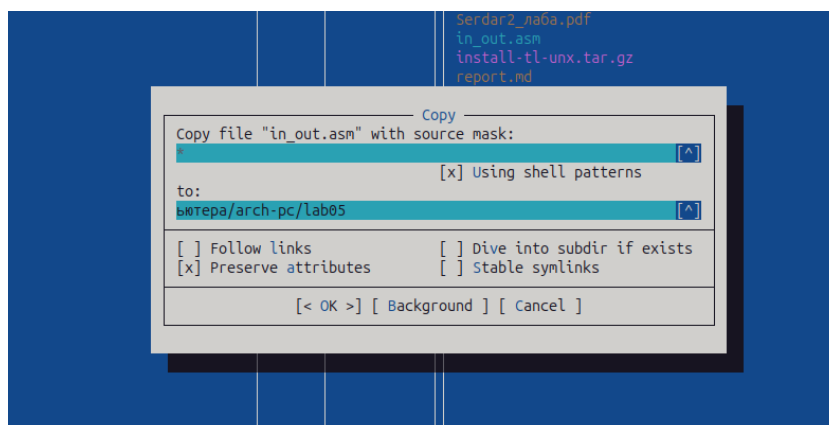 Serdar2_лаба.pdf
in_out.asm
install-tl-unx.tar.gz
report.md
Copy
Copy file "in_out.asm" with source mask:
* [^]
[x] Using shell patterns
to:
ьютера/arch-pc/lab05 [^]
[ ] Follow links [ ] Dive into subdir if exists
[x] Preserve attributes [ ] Stable symlinks
[< OK >] [ Background ] [ Cancel ]